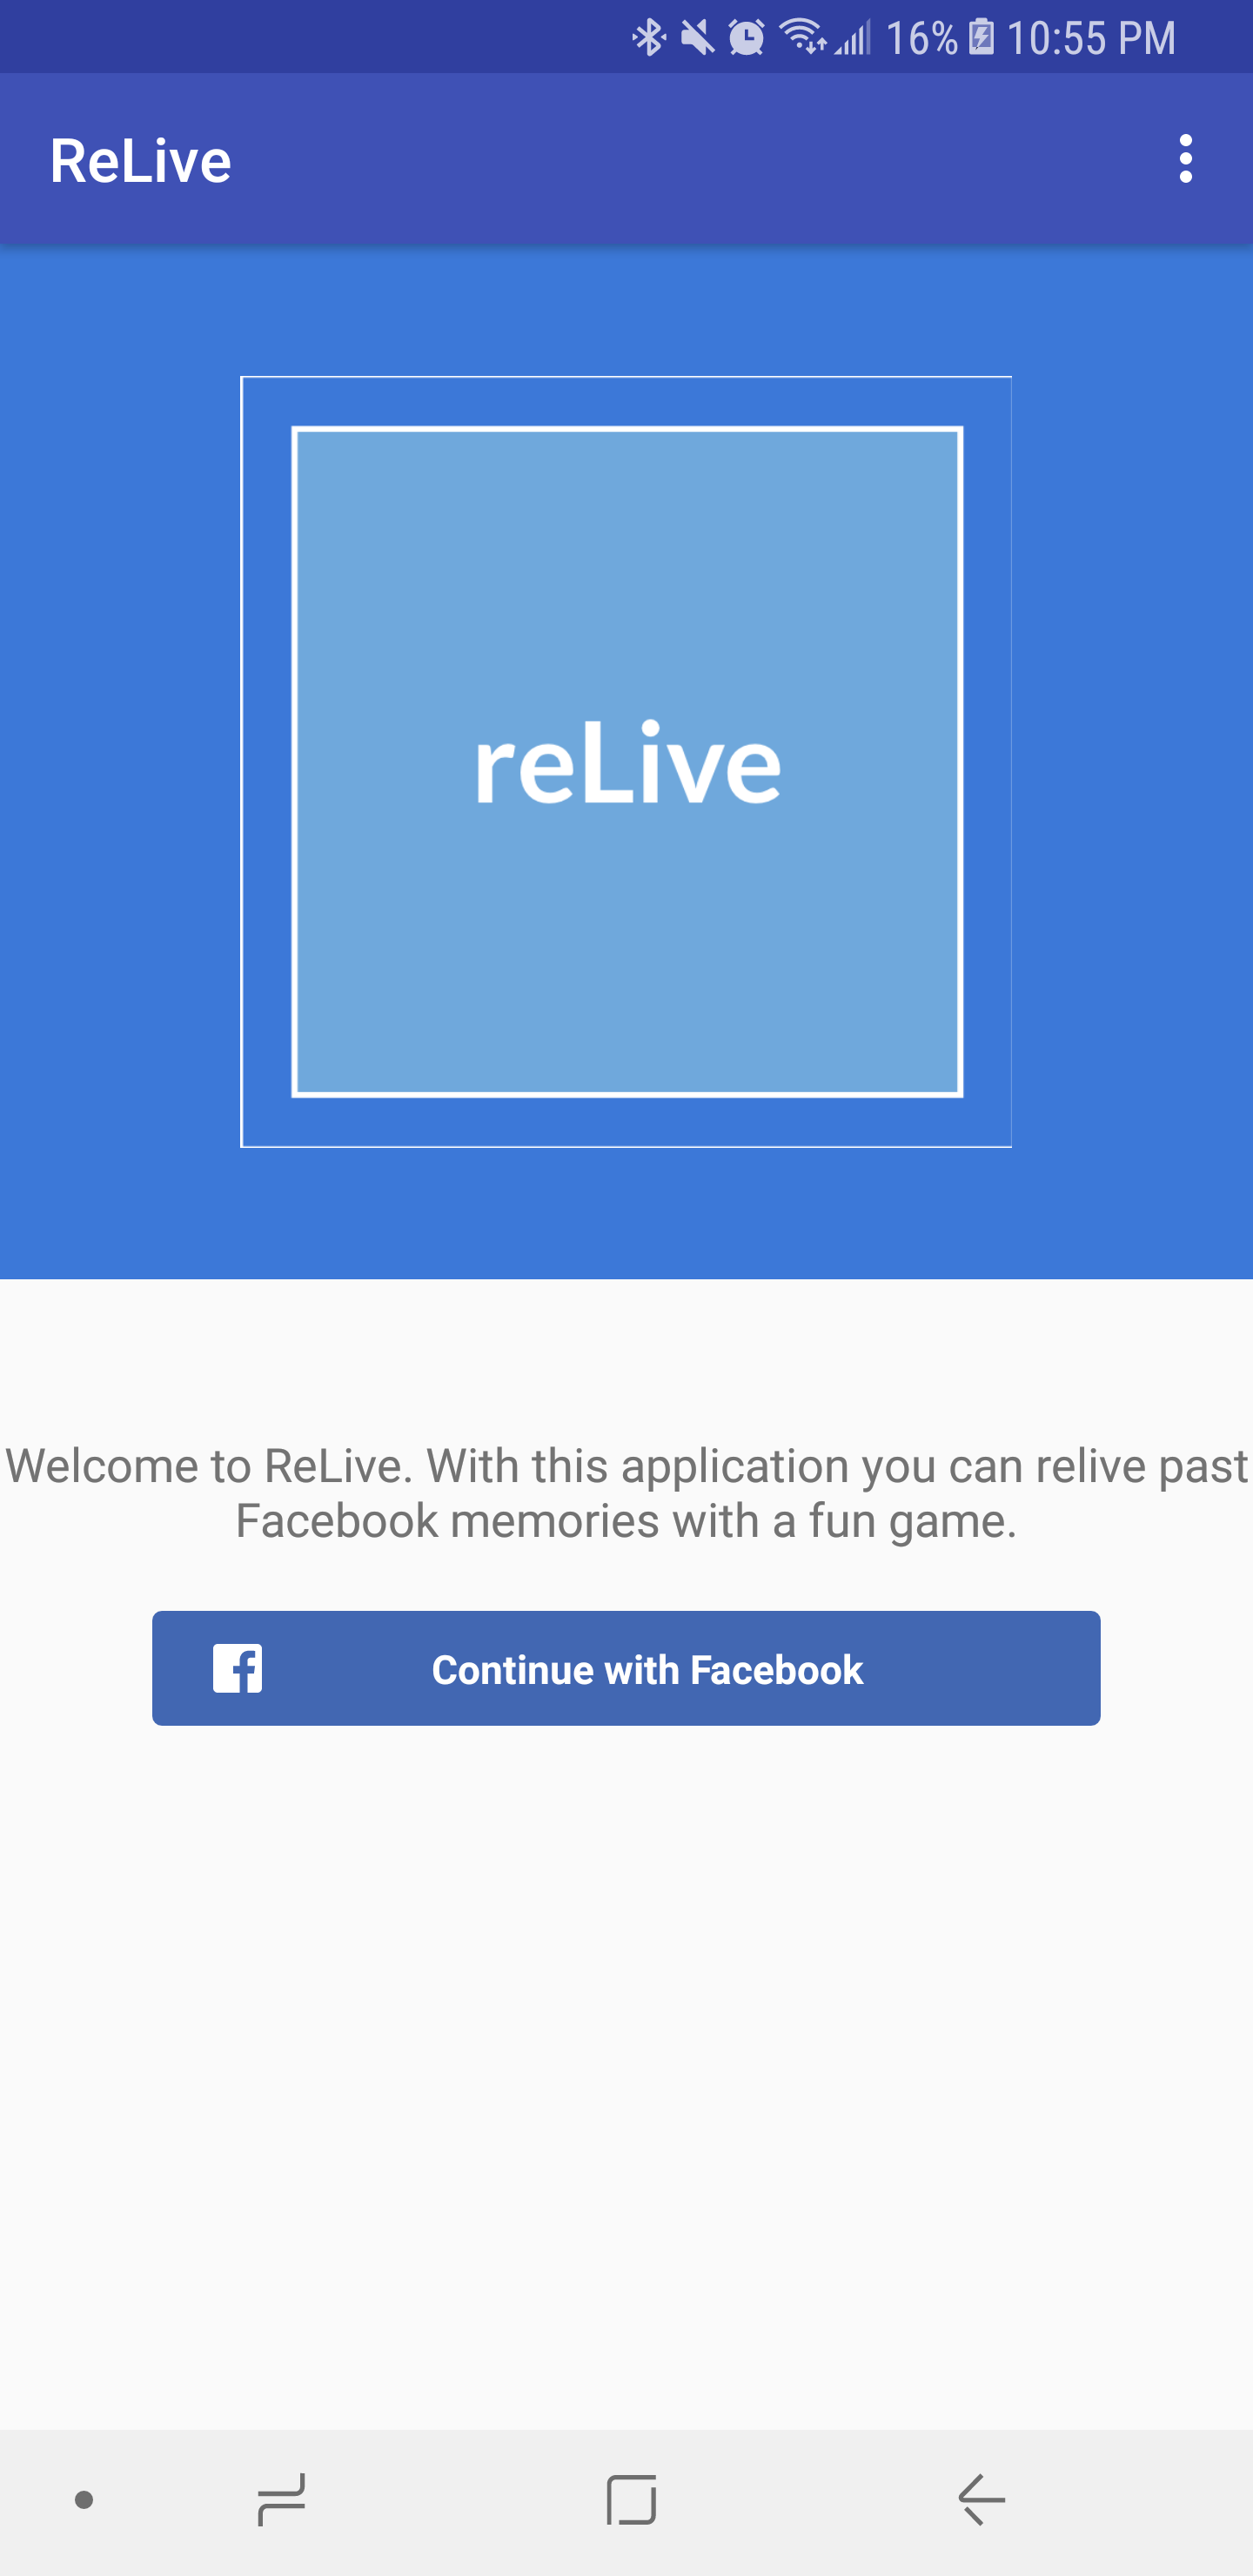 16% 10:55 PM
ReLive
reLive
Welcome to ReLive. With this application you can relive past
Facebook memories with a fun game.
Continue with Facebook